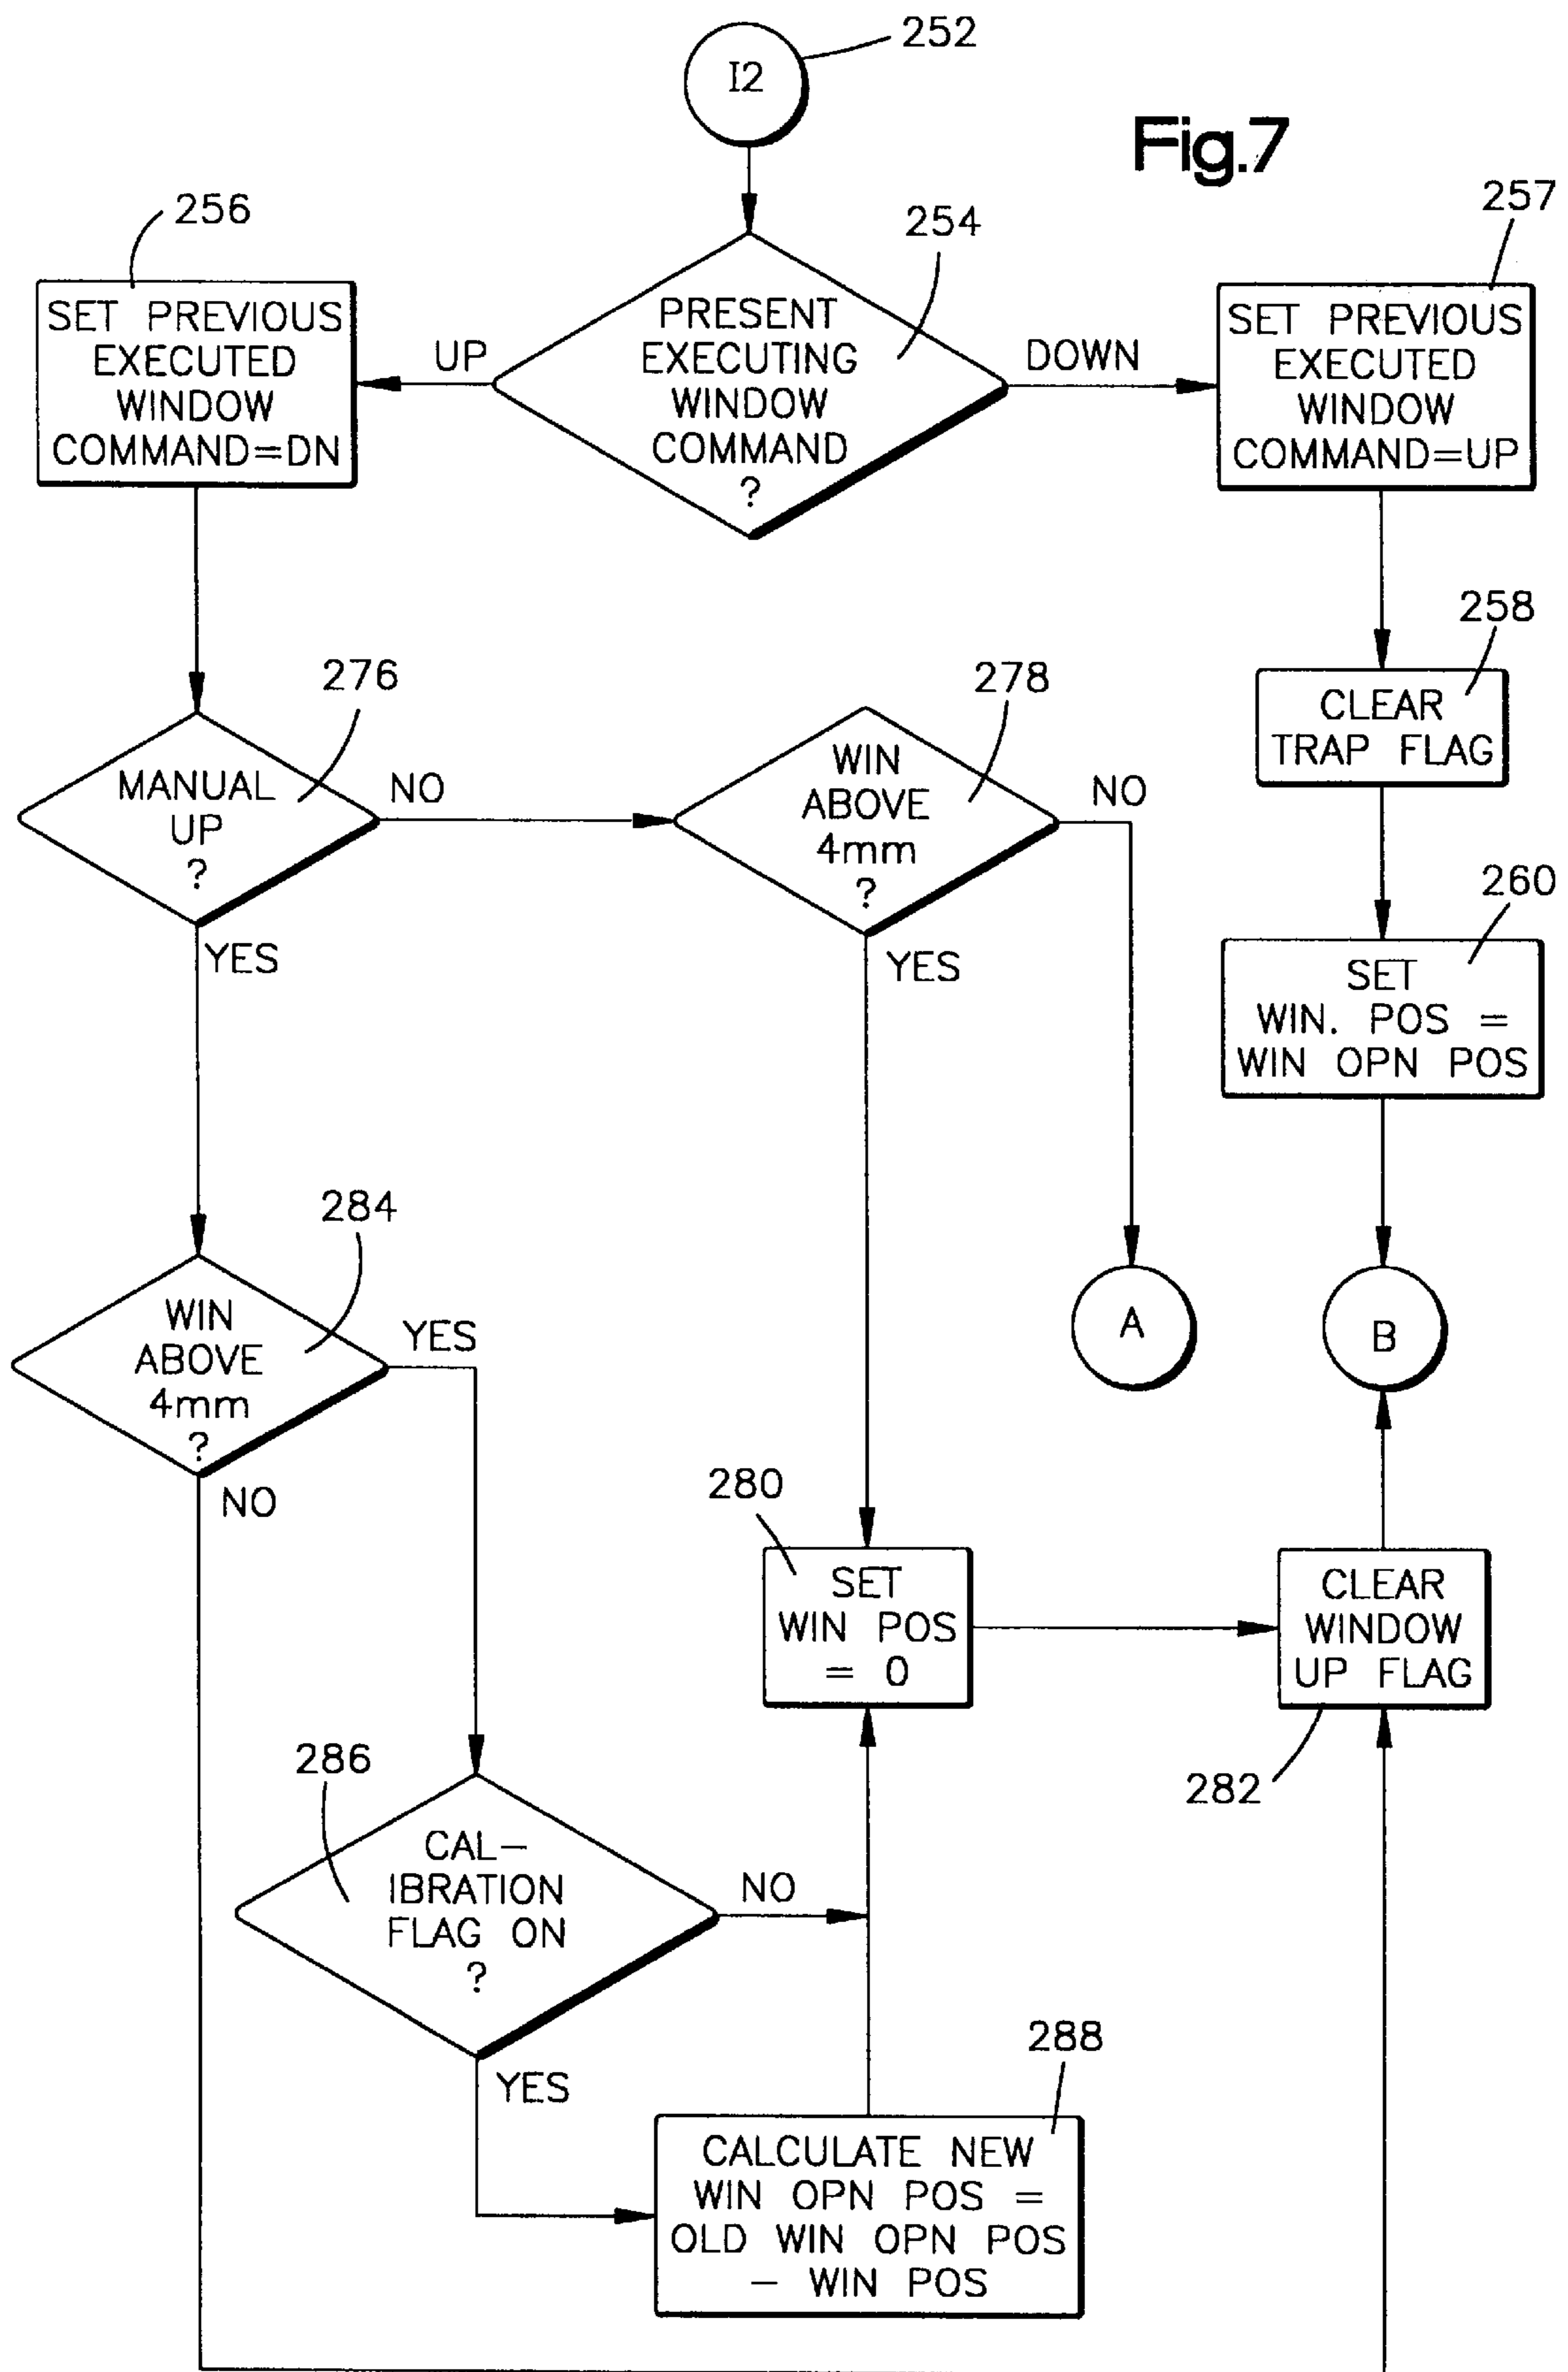 I2
252
Fig.7
256
254
257
SET PREVIOUS
EXECUTED
WINDOW
COMMAND=DN
UP
PRESENT
EXECUTING
WINDOW
COMMAND
?
DOWN
SET PREVIOUS
EXECUTED
WINDOW
COMMAND=UP
258
CLEAR
TRAP FLAG
276
MANUAL
UP
?
NO
YES
278
WIN
ABOVE
4mm
?
NO
YES
260
SET
WIN. POS =
WIN OPN POS
284
WIN
ABOVE
4mm
?
YES
NO
A
B
280
SET
WIN POS
= 0
CLEAR
WINDOW
UP FLAG
282
286
CAL-
IBRATION
FLAG ON
?
NO
YES
288
CALCULATE NEW
WIN OPN POS =
OLD WIN OPN POS
- WIN POS